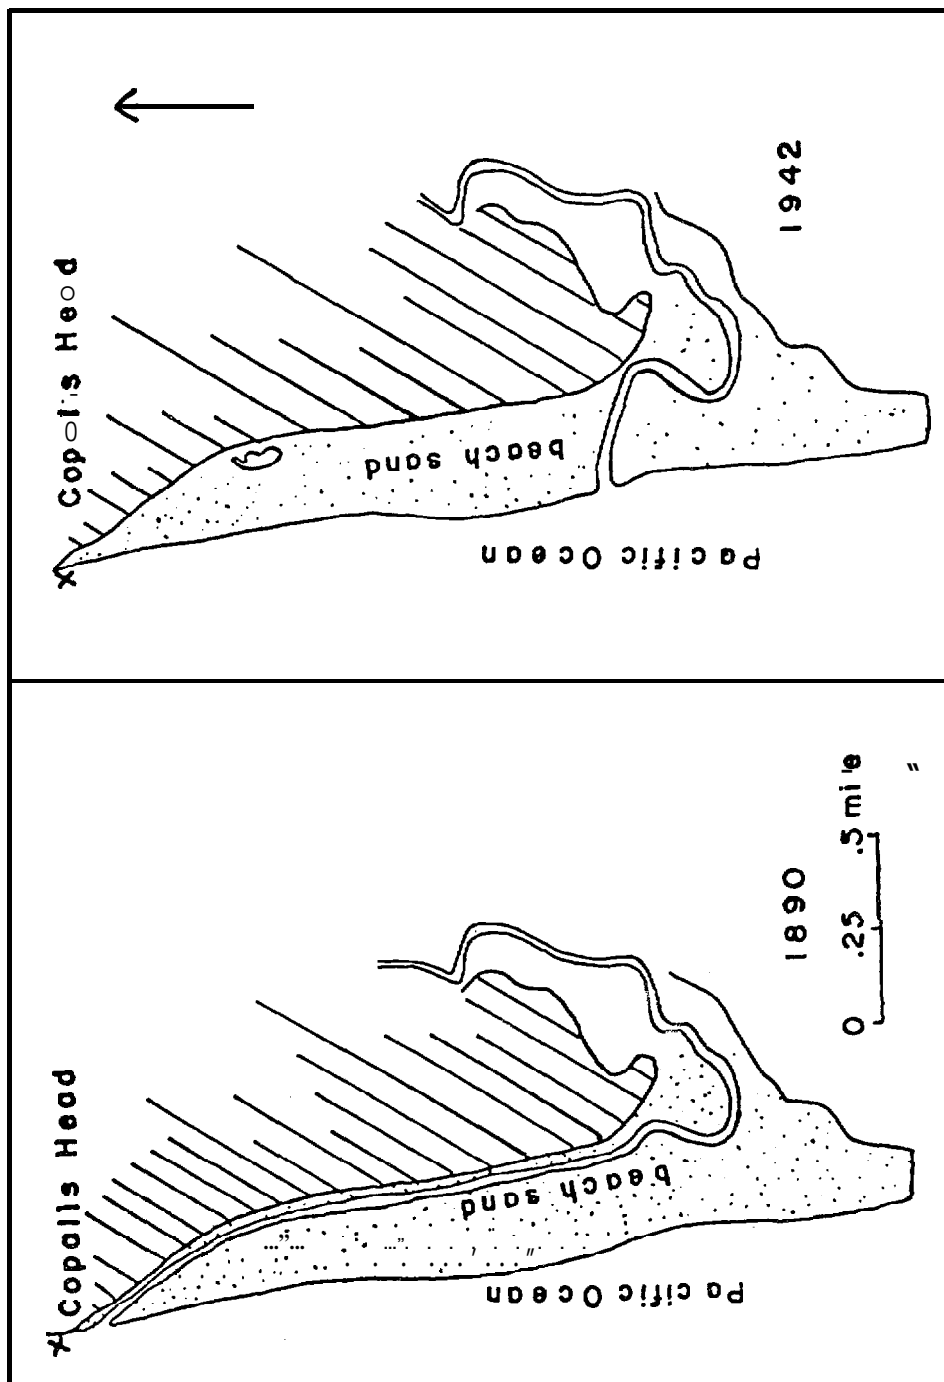 Copalis Head
1942
beach sand
Pacific Ocean
Copalis Head
1890
0 .25 .5 mile
beach sand
Pacific Ocean